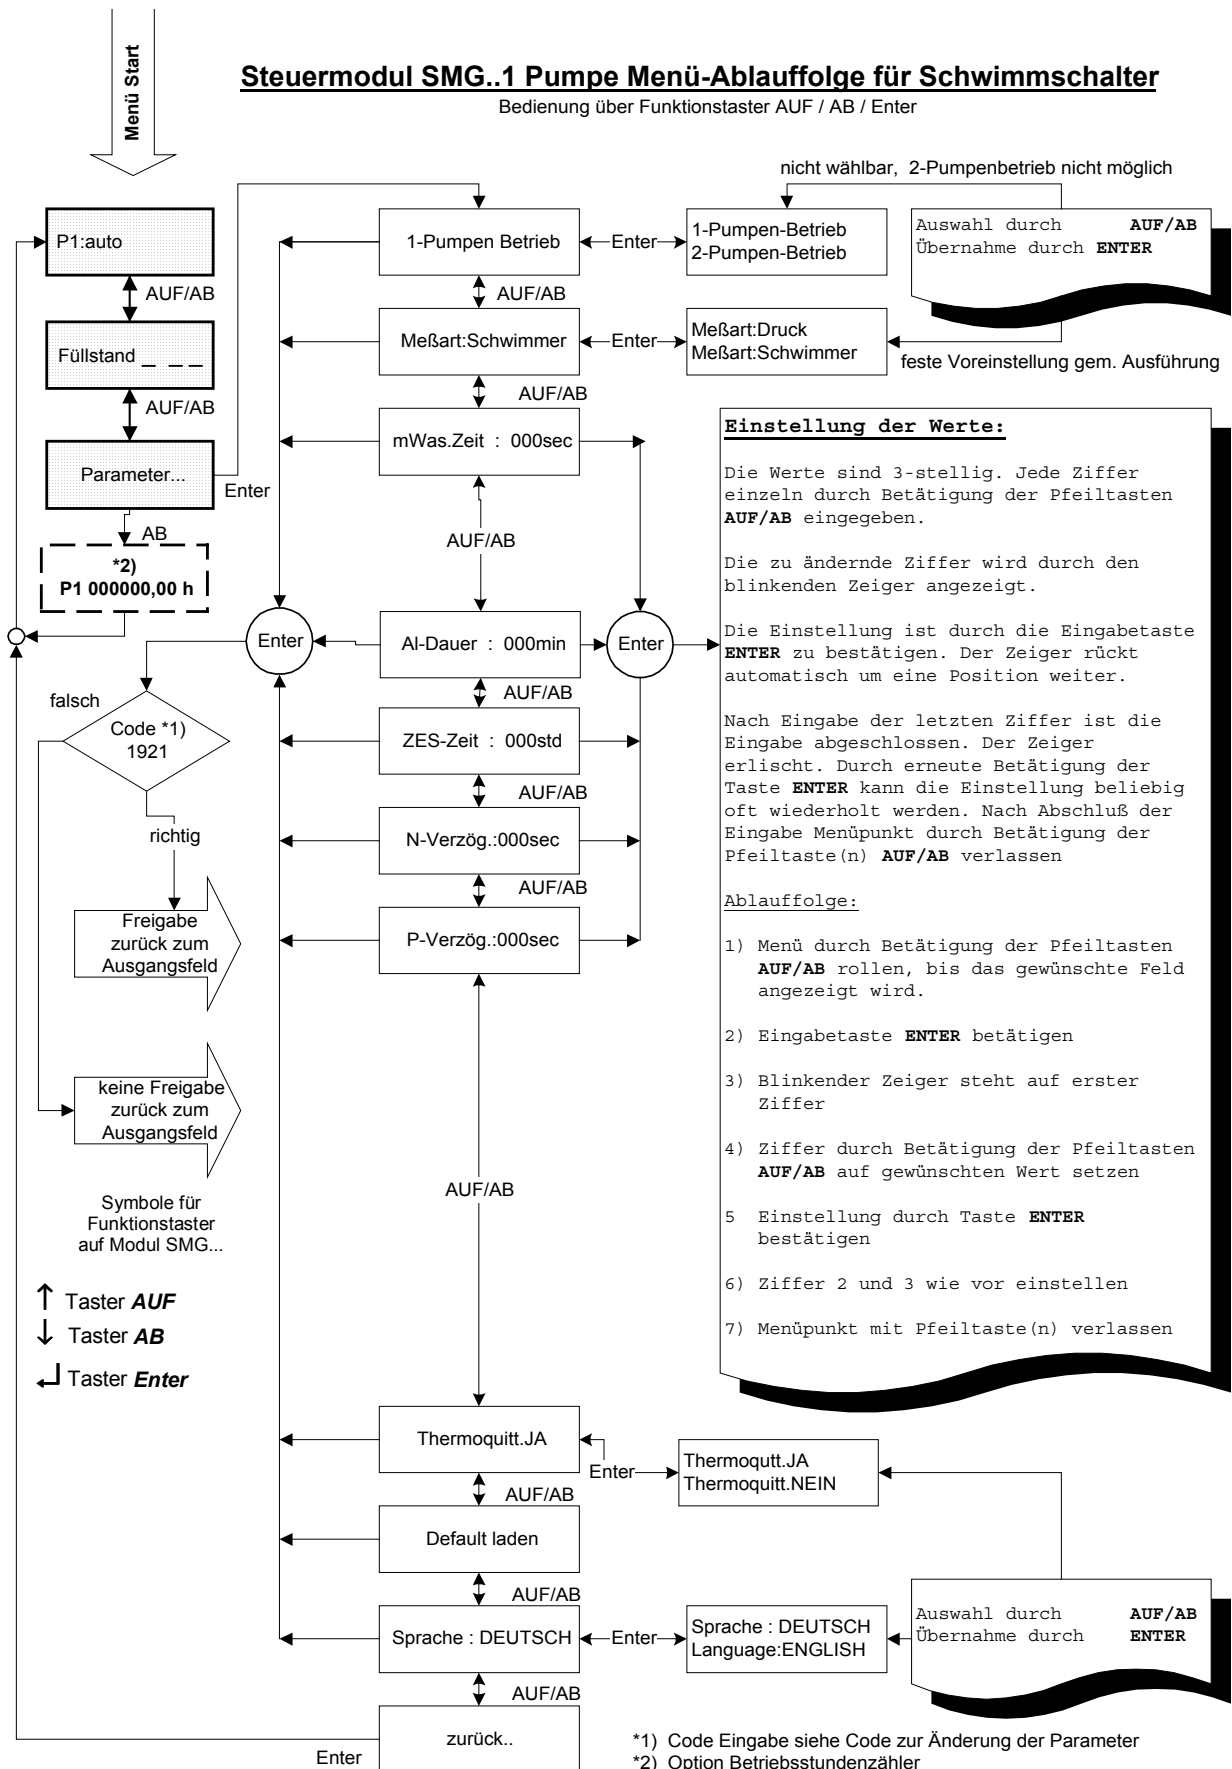 Menü Start
Steuermodul SMG..1 Pumpe Menü-Ablauffolge für Schwimmschalter
Bedienung über Funktionstaster AUF / AB / Enter
nicht wählbar, 2-Pumpenbetrieb nicht möglich
P1:auto
AUF/AB
Füllstand _ _ _
AUF/AB
Parameter...
Enter
AB
*2)
P1 000000,00 h
1-Pumpen Betrieb
Enter
1-Pumpen-Betrieb
2-Pumpen-Betrieb
Auswahl durch AUF/AB
Übernahme durch ENTER
AUF/AB
Meßart:Schwimmer
Enter
Meßart:Druck
Meßart:Schwimmer
feste Voreinstellung gem. Ausführung
AUF/AB
mWas.Zeit : 000sec
AUF/AB
Enter
Al-Dauer : 000min
Enter
AUF/AB
ZES-Zeit : 000std
AUF/AB
N-Verzög.:000sec
AUF/AB
P-Verzög.:000sec
AUF/AB
falsch
Code *1)
1921
richtig
Freigabe
zurück zum
Ausgangsfeld
keine Freigabe
zurück zum
Ausgangsfeld
Symbole für
Funktionstaster
auf Modul SMG...
↑ Taster AUF
↓ Taster AB
↵ Taster Enter
Einstellung der Werte:
Die Werte sind 3-stellig. Jede Ziffer
einzeln durch Betätigung der Pfeiltasten
AUF/AB eingegeben.
Die zu ändernde Ziffer wird durch den
blinkenden Zeiger angezeigt.
Die Einstellung ist durch die Eingabetaste
ENTER zu bestätigen. Der Zeiger rückt
automatisch um eine Position weiter.
Nach Eingabe der letzten Ziffer ist die
Eingabe abgeschlossen. Der Zeiger
erlischt. Durch erneute Betätigung der
Taste ENTER kann die Einstellung beliebig
oft wiederholt werden. Nach Abschluß der
Eingabe Menüpunkt durch Betätigung der
Pfeiltaste(n) AUF/AB verlassen
Ablauffolge:
1) Menü durch Betätigung der Pfeiltasten
AUF/AB rollen, bis das gewünschte Feld
angezeigt wird.
2) Eingabetaste ENTER betätigen
3) Blinkender Zeiger steht auf erster
Ziffer
4) Ziffer durch Betätigung der Pfeiltasten
AUF/AB auf gewünschten Wert setzen
5 Einstellung durch Taste ENTER
bestätigen
6) Ziffer 2 und 3 wie vor einstellen
7) Menüpunkt mit Pfeiltaste(n) verlassen
Thermoquitt.JA
Enter
Thermoqutt.JA
Thermoquitt.NEIN
AUF/AB
Default laden
AUF/AB
Sprache : DEUTSCH
Enter
Sprache : DEUTSCH
Language:ENGLISH
Auswahl durch AUF/AB
Übernahme durch ENTER
AUF/AB
zurück..
Enter
*1) Code Eingabe siehe Code zur Änderung der Parameter
*2) Option Betriebsstundenzähler